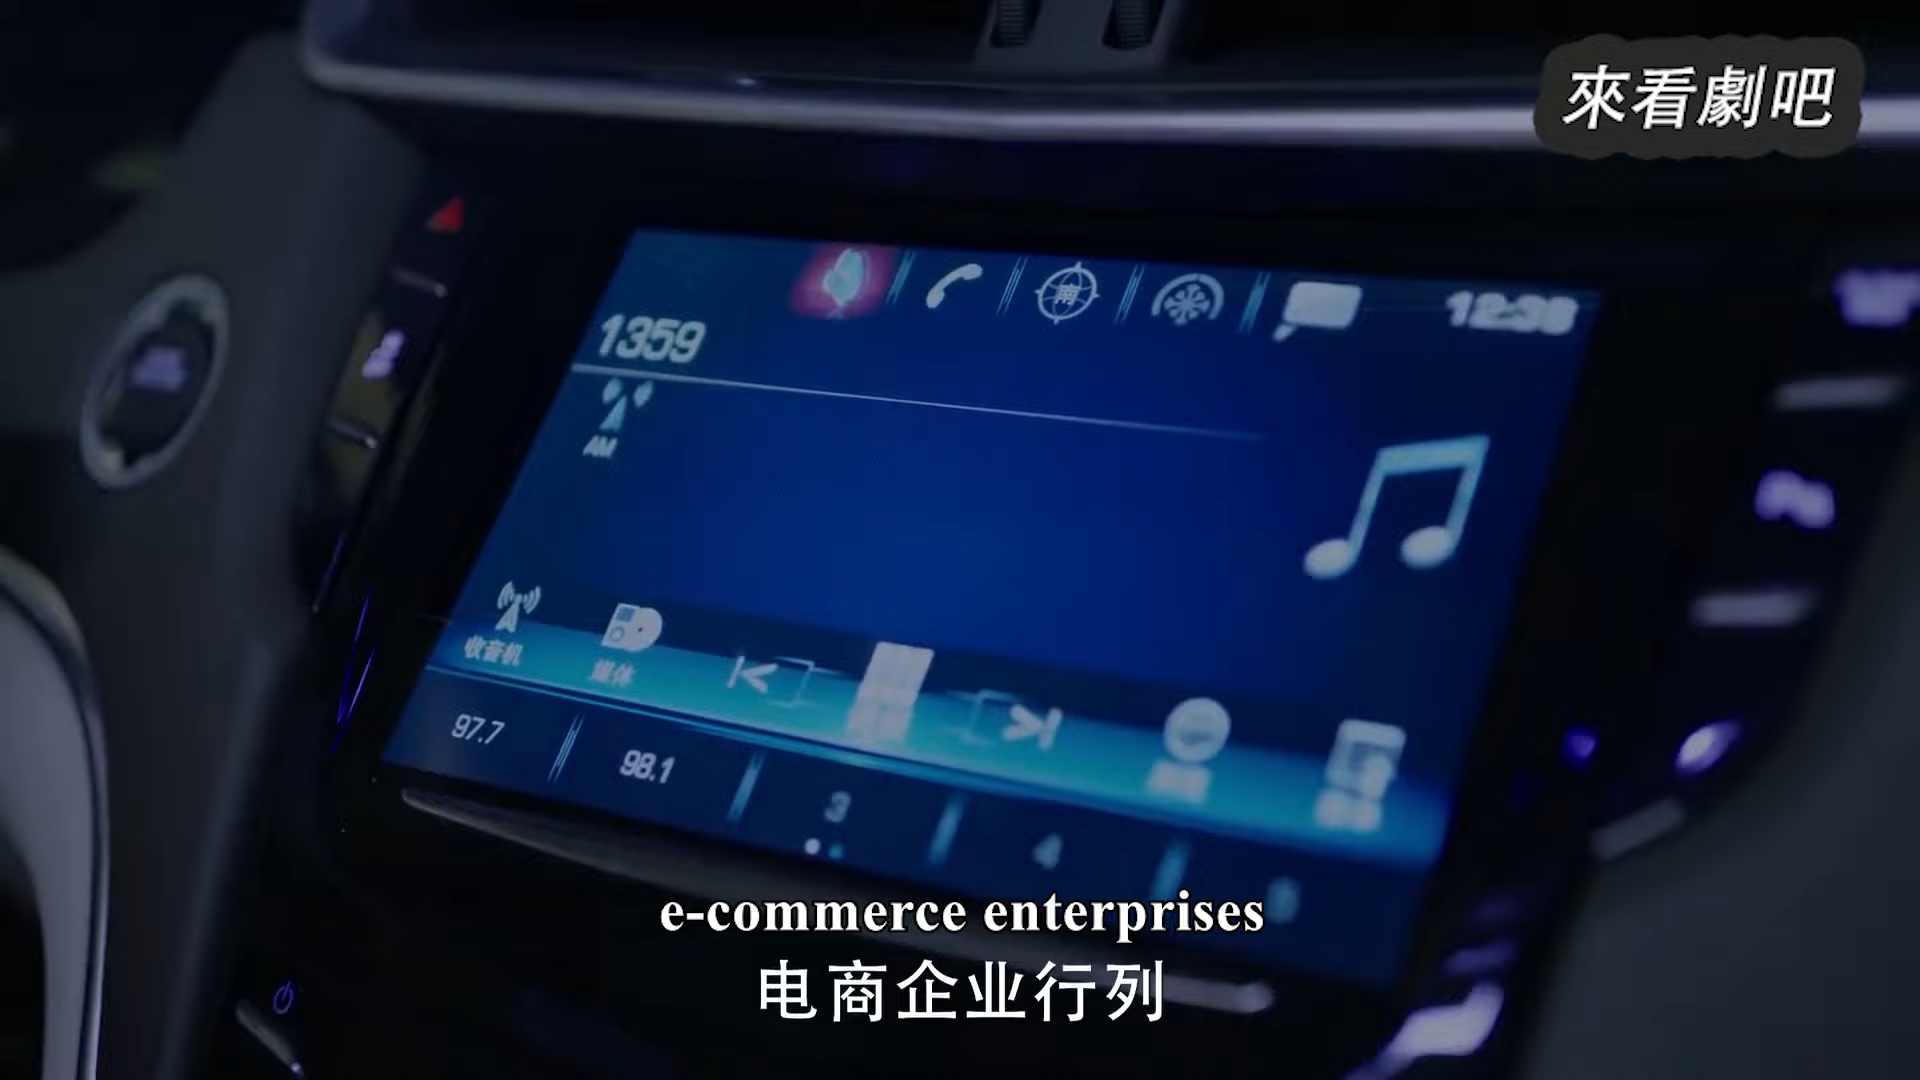 來看劇吧
南
12:38
1359
AM
收音机
媒体
97.7
98.1
3
4
e-commerce enterprises
电商企业行列